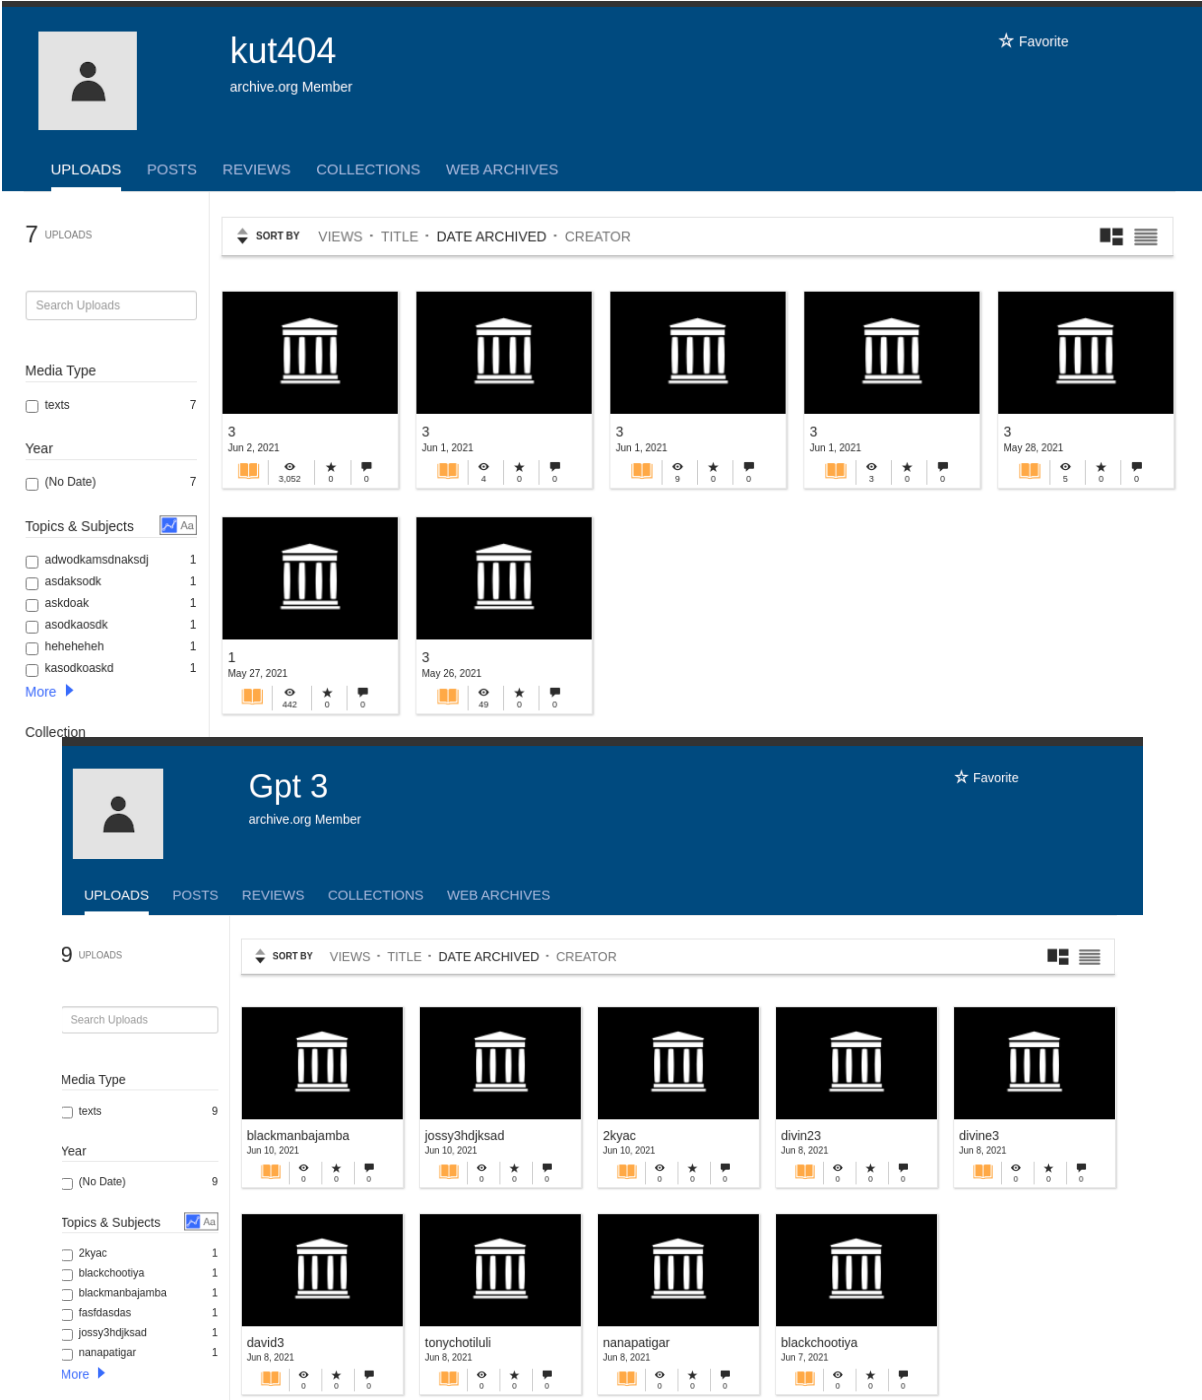 kut404
Favorite
archive.org Member
UPLOADS POSTS REVIEWS COLLECTIONS WEB ARCHIVES
7 UPLOADS
SORT BY VIEWS · TITLE · DATE ARCHIVED · CREATOR
Search Uploads
Media Type
texts 7
Year
(No Date) 7
Topics & Subjects Aa
adwodkamsdnaksdj 1
asdaksodk 1
askdoak 1
asodkaosdk 1
heheheheh 1
kasodkoaskd 1
More
Collection
3 3 3 3 3
Jun 2, 2021 Jun 1, 2021 Jun 1, 2021 Jun 1, 2021 May 28, 2021
3,052 0 0 4 0 0 9 0 0 3 0 0 5 0 0
1 3
May 27, 2021 May 26, 2021
442 0 0 49 0 0
Gpt 3
Favorite
archive.org Member
UPLOADS POSTS REVIEWS COLLECTIONS WEB ARCHIVES
9 UPLOADS
SORT BY VIEWS · TITLE · DATE ARCHIVED · CREATOR
Search Uploads
Media Type
texts 9
Year
(No Date) 9
Topics & Subjects Aa
2kyac 1
blackchootiya 1
blackmanbajamba 1
fasfdasdas 1
jossy3hdjksad 1
nanapatigar 1
More
blackmanbajamba jossy3hdjksad 2kyac divin23 divine3
Jun 10, 2021 Jun 10, 2021 Jun 10, 2021 Jun 8, 2021 Jun 8, 2021
0 0 0 0 0 0 0 0 0 0 0 0 0 0 0
david3 tonychotiluli nanapatigar blackchootiya
Jun 8, 2021 Jun 8, 2021 Jun 8, 2021 Jun 7, 2021
0 0 0 0 0 0 0 0 0 0 0 0